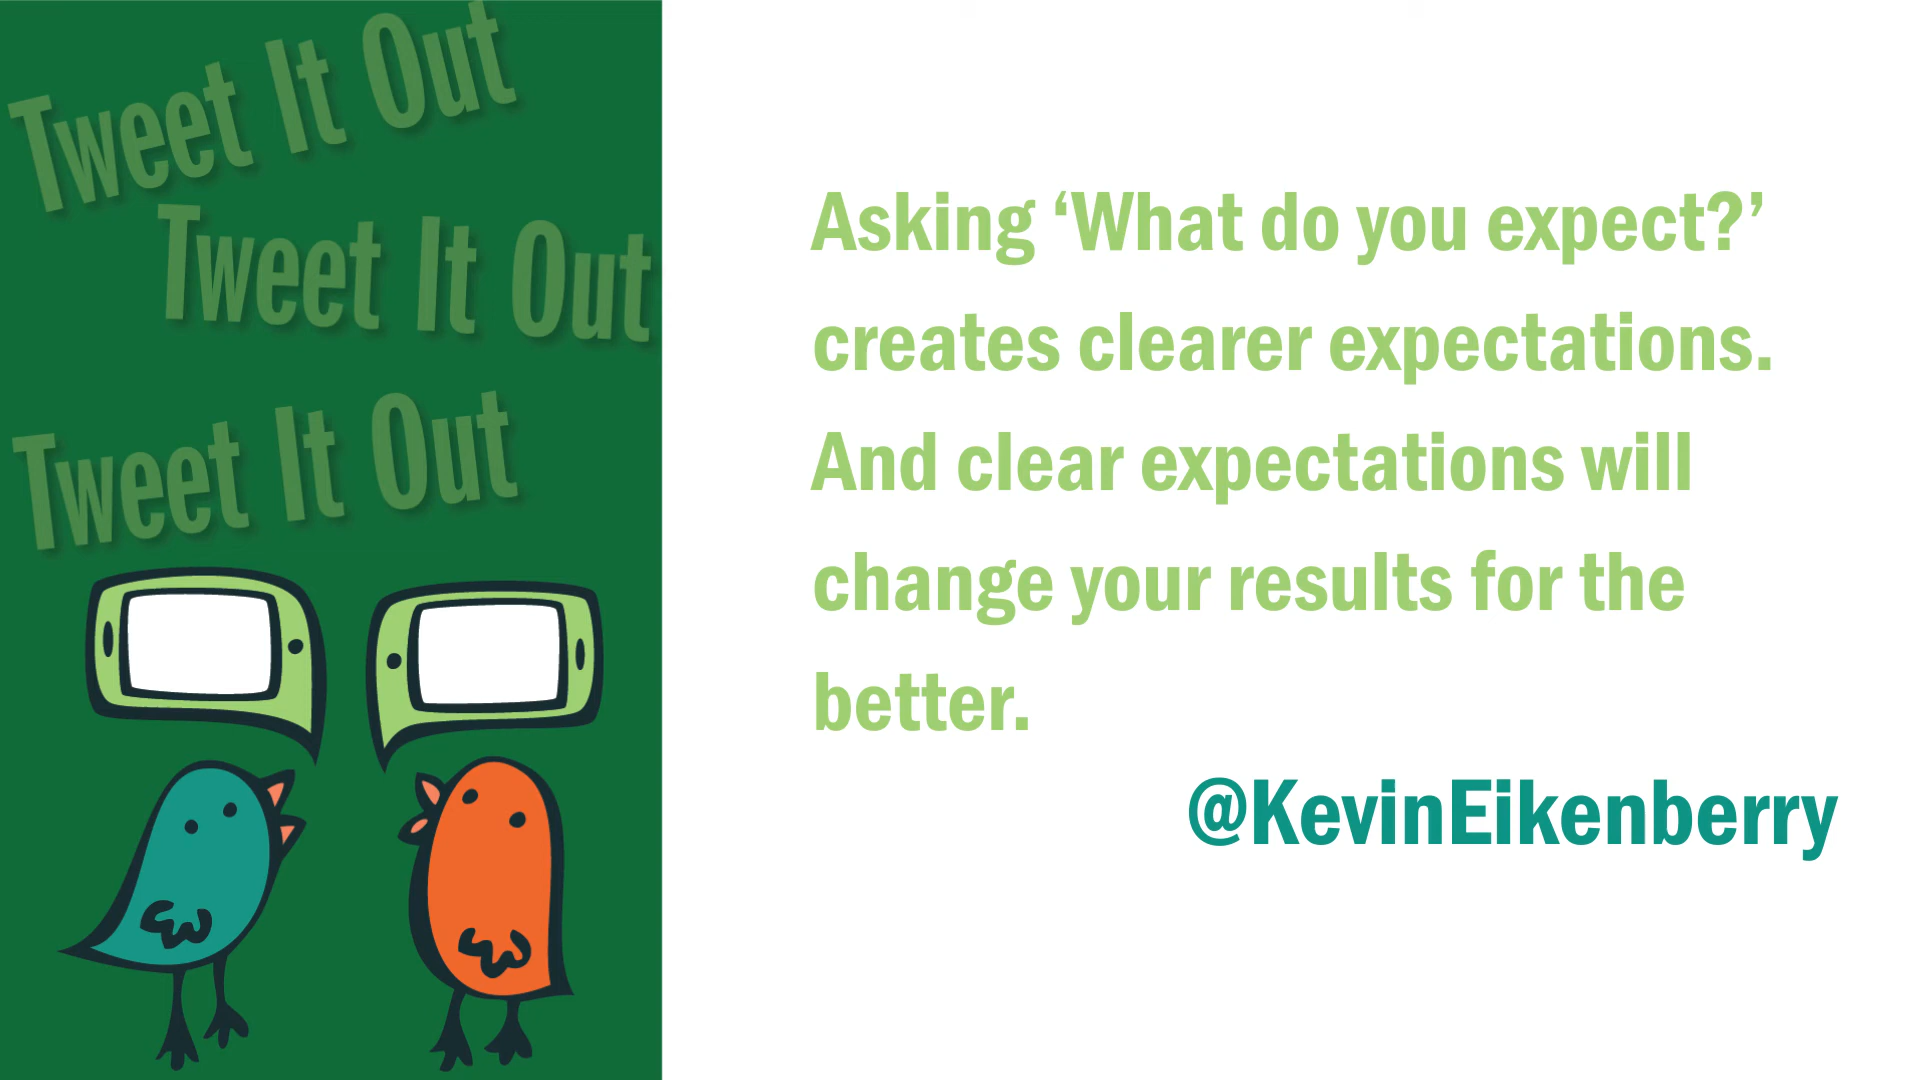 Tweet It Out
Tweet It Out
Tweet It Out
Asking ‘What do you expect?’
creates clearer expectations.
And clear expectations will
change your results for the
better.
@KevinEikenberry